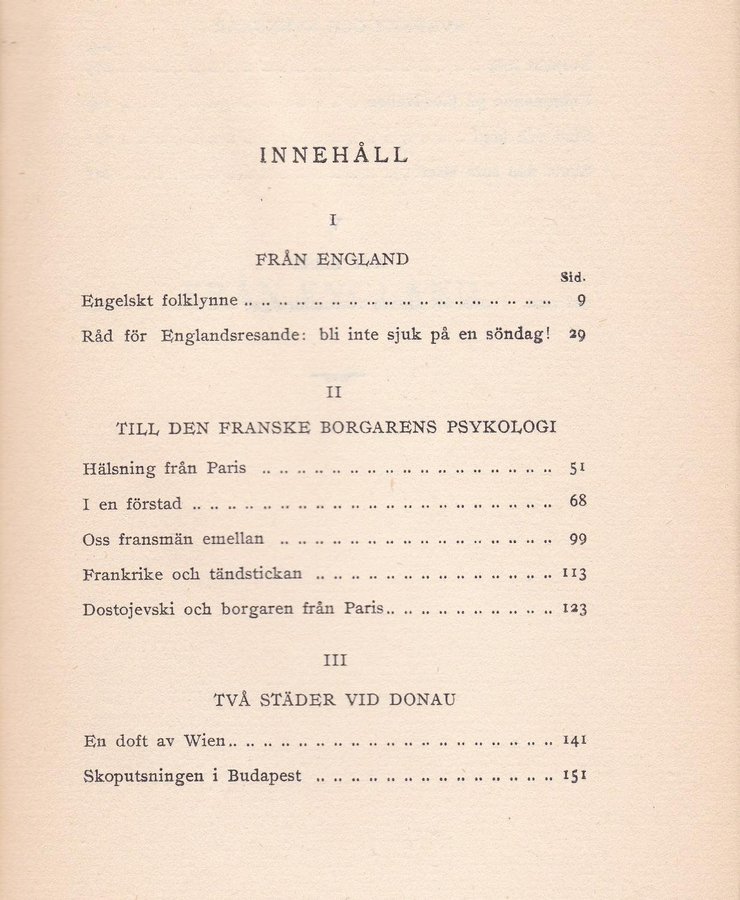 INNEHÅLL
I
FRÅN ENGLAND
Sid.
Engelskt folklynne .. .. .. .. .. .. .. .. .. .. .. .. .. .. .. .. .. .. 9
Råd för Englandsresande: bli inte sjuk på en söndag! 29
II
TILL DEN FRANSKE BORGARENS PSYKOLOGI
Hälsning från Paris .. .. .. .. .. .. .. .. .. .. .. .. .. .. .. .. .. 51
I en förstad .. .. .. .. .. .. .. .. .. .. .. .. .. .. .. .. .. .. .. .. .. 68
Oss fransmän emellan .. .. .. .. .. .. .. .. .. .. .. .. .. .. .. .. 99
Frankrike och tändstickan .. .. .. .. .. .. .. .. .. .. .. .. .. .. 113
Dostojevski och borgaren från Paris .. .. .. .. .. .. .. .. .. .. 123
III
TVÅ STÄDER VID DONAU
En doft av Wien .. .. .. .. .. .. .. .. .. .. .. .. .. .. .. .. .. .. .. 141
Skoputsningen i Budapest .. .. .. .. .. .. .. .. .. .. .. .. .. .. 151